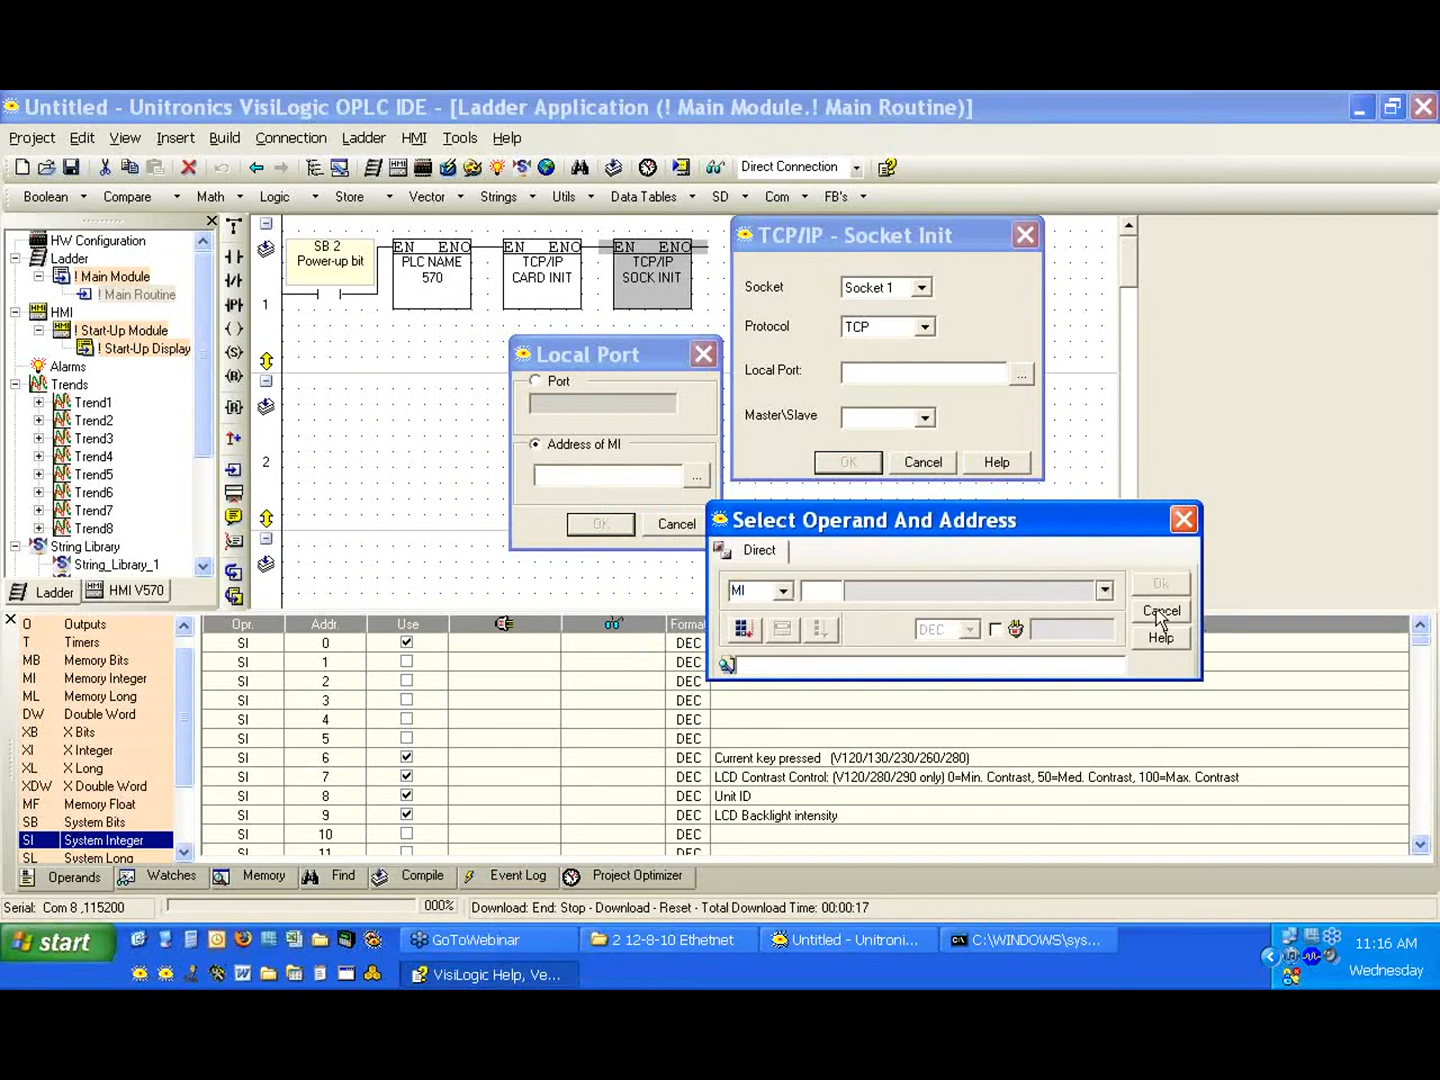 Untitled - Unitronics VisiLogic OPLC IDE - [Ladder Application (! Main Module.! Main Routine)]
Project Edit View Insert Build Connection Ladder HMI Tools Help
Direct Connection
Boolean Compare Math Logic Store Vector Strings Utils Data Tables SD Com FB's
HW Configuration
Ladder
! Main Module
! Main Routine
HMI
! Start-Up Module
! Start-Up Display
Alarms
Trends
Trend1
Trend2
Trend3
Trend4
Trend5
Trend6
Trend7
Trend8
String Library
String_Library_1
Ladder HMI V570
1
2
SB 2
Power-up bit
EN ENO
PLC NAME
570
EN ENO
TCP/IP
CARD INIT
EN ENO
TCP/IP
SOCK INIT
TCP/IP - Socket Init
Socket Socket 1
Protocol TCP
Local Port: ...
Master\Slave
OK Cancel Help
Local Port
Port
Address of MI
...
OK Cancel
Select Operand And Address
Direct
MI
Ok
Cancel
Help
DEC
O Outputs
T Timers
MB Memory Bits
MI Memory Integer
ML Memory Long
DW Double Word
XB X Bits
XI X Integer
XL X Long
XDW X Double Word
MF Memory Float
SB System Bits
SI System Integer
SL System Long
Opr. Addr. Use Forma
SI 0 DEC
SI 1 DEC
SI 2 DEC
SI 3 DEC
SI 4 DEC
SI 5 DEC
SI 6 DEC Current key pressed (V120/130/230/260/280)
SI 7 DEC LCD Contrast Control: (V120/280/290 only) 0=Min. Contrast, 50=Med. Contrast, 100=Max. Contrast
SI 8 DEC Unit ID
SI 9 DEC LCD Backlight intensity
SI 10 DEC
SI 11 DEC
Operands Watches Memory Find Compile Event Log Project Optimizer
Serial: Com 8 ,115200 000% Download: End: Stop - Download - Reset - Total Download Time: 00:00:17
start GoToWebinar 2 12-8-10 Ethetnet Untitled - Unitroni... C:\WINDOWS\sys... 11:16 AM
VisiLogic Help, Ve... Wednesday